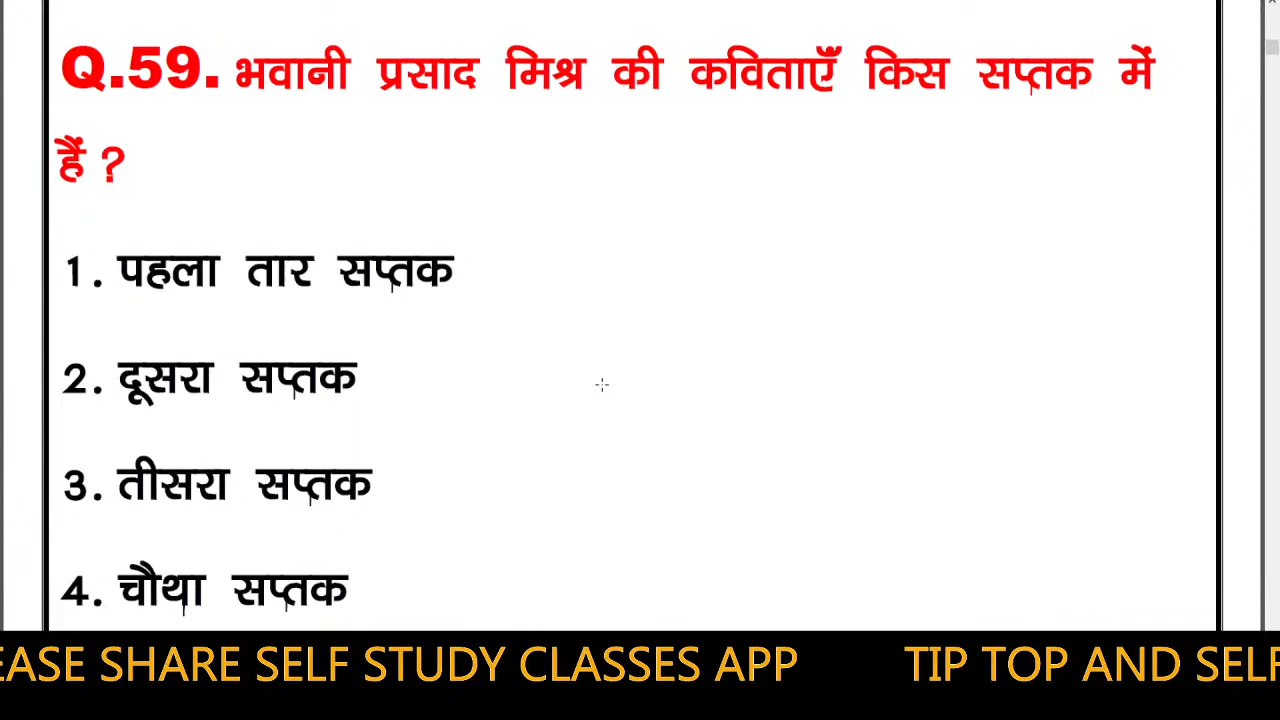 Q.59. भवानी प्रसाद मिश्र की कविताएँ किस सप्तक में
हैं ?
1. पहला तार सप्तक
2. दूसरा सप्तक
3. तीसरा सप्तक
4. चौथा सप्तक
EASE SHARE SELF STUDY CLASSES APP TIP TOP AND SELF